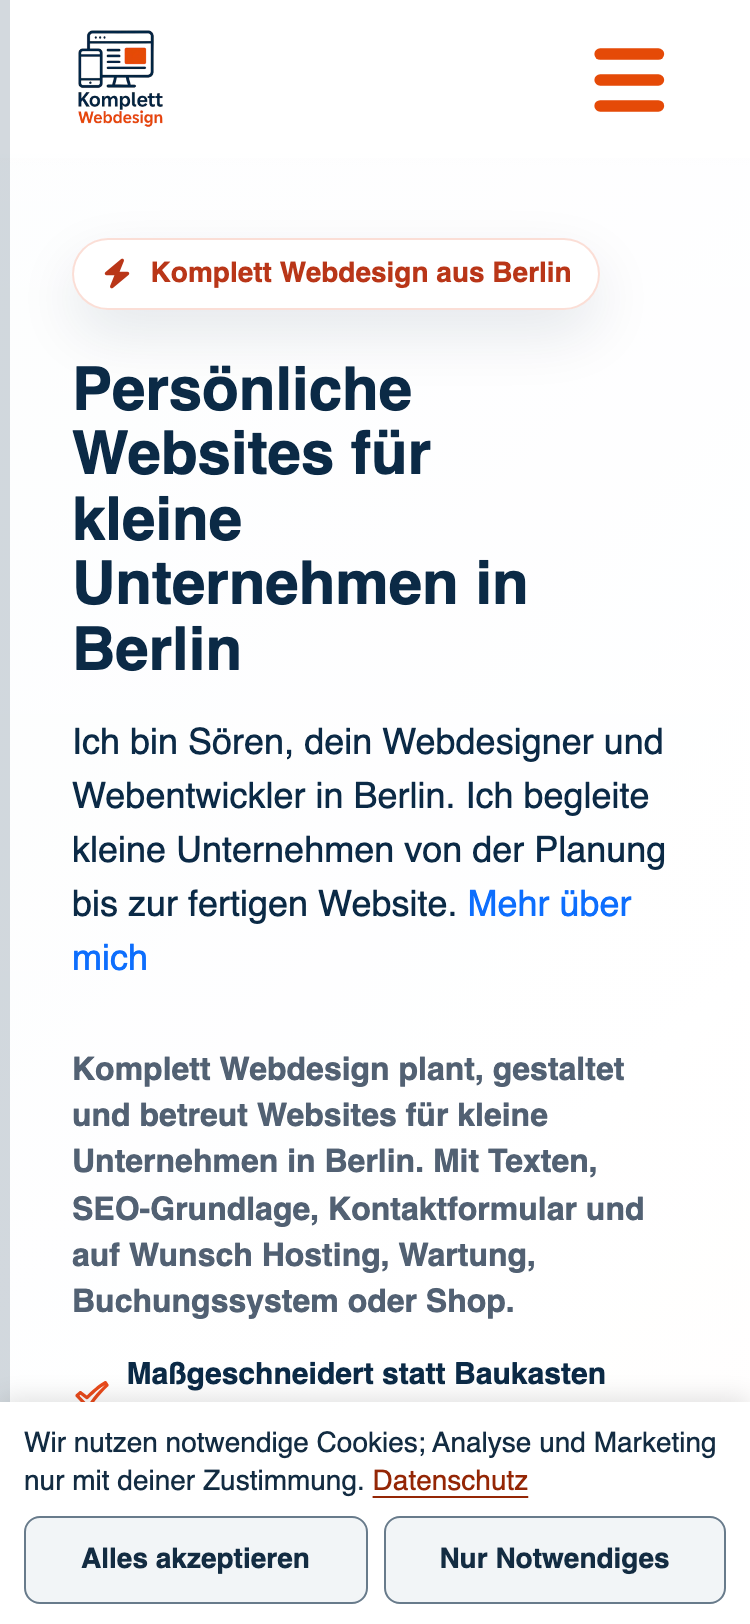 Komplett
Webdesign
Komplett Webdesign aus Berlin
Persönliche
Websites für
kleine
Unternehmen in
Berlin
Ich bin Sören, dein Webdesigner und
Webentwickler in Berlin. Ich begleite
kleine Unternehmen von der Planung
bis zur fertigen Website. Mehr über
mich
Komplett Webdesign plant, gestaltet
und betreut Websites für kleine
Unternehmen in Berlin. Mit Texten,
SEO-Grundlage, Kontaktformular und
auf Wunsch Hosting, Wartung,
Buchungssystem oder Shop.
Maßgeschneidert statt Baukasten
Wir nutzen notwendige Cookies; Analyse und Marketing
nur mit deiner Zustimmung. Datenschutz
Alles akzeptieren
Nur Notwendiges